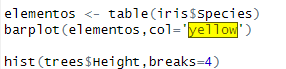 elementos <- table(iris$Species)
barplot(elementos,col='yellow')
hist(trees$Height,breaks=4)